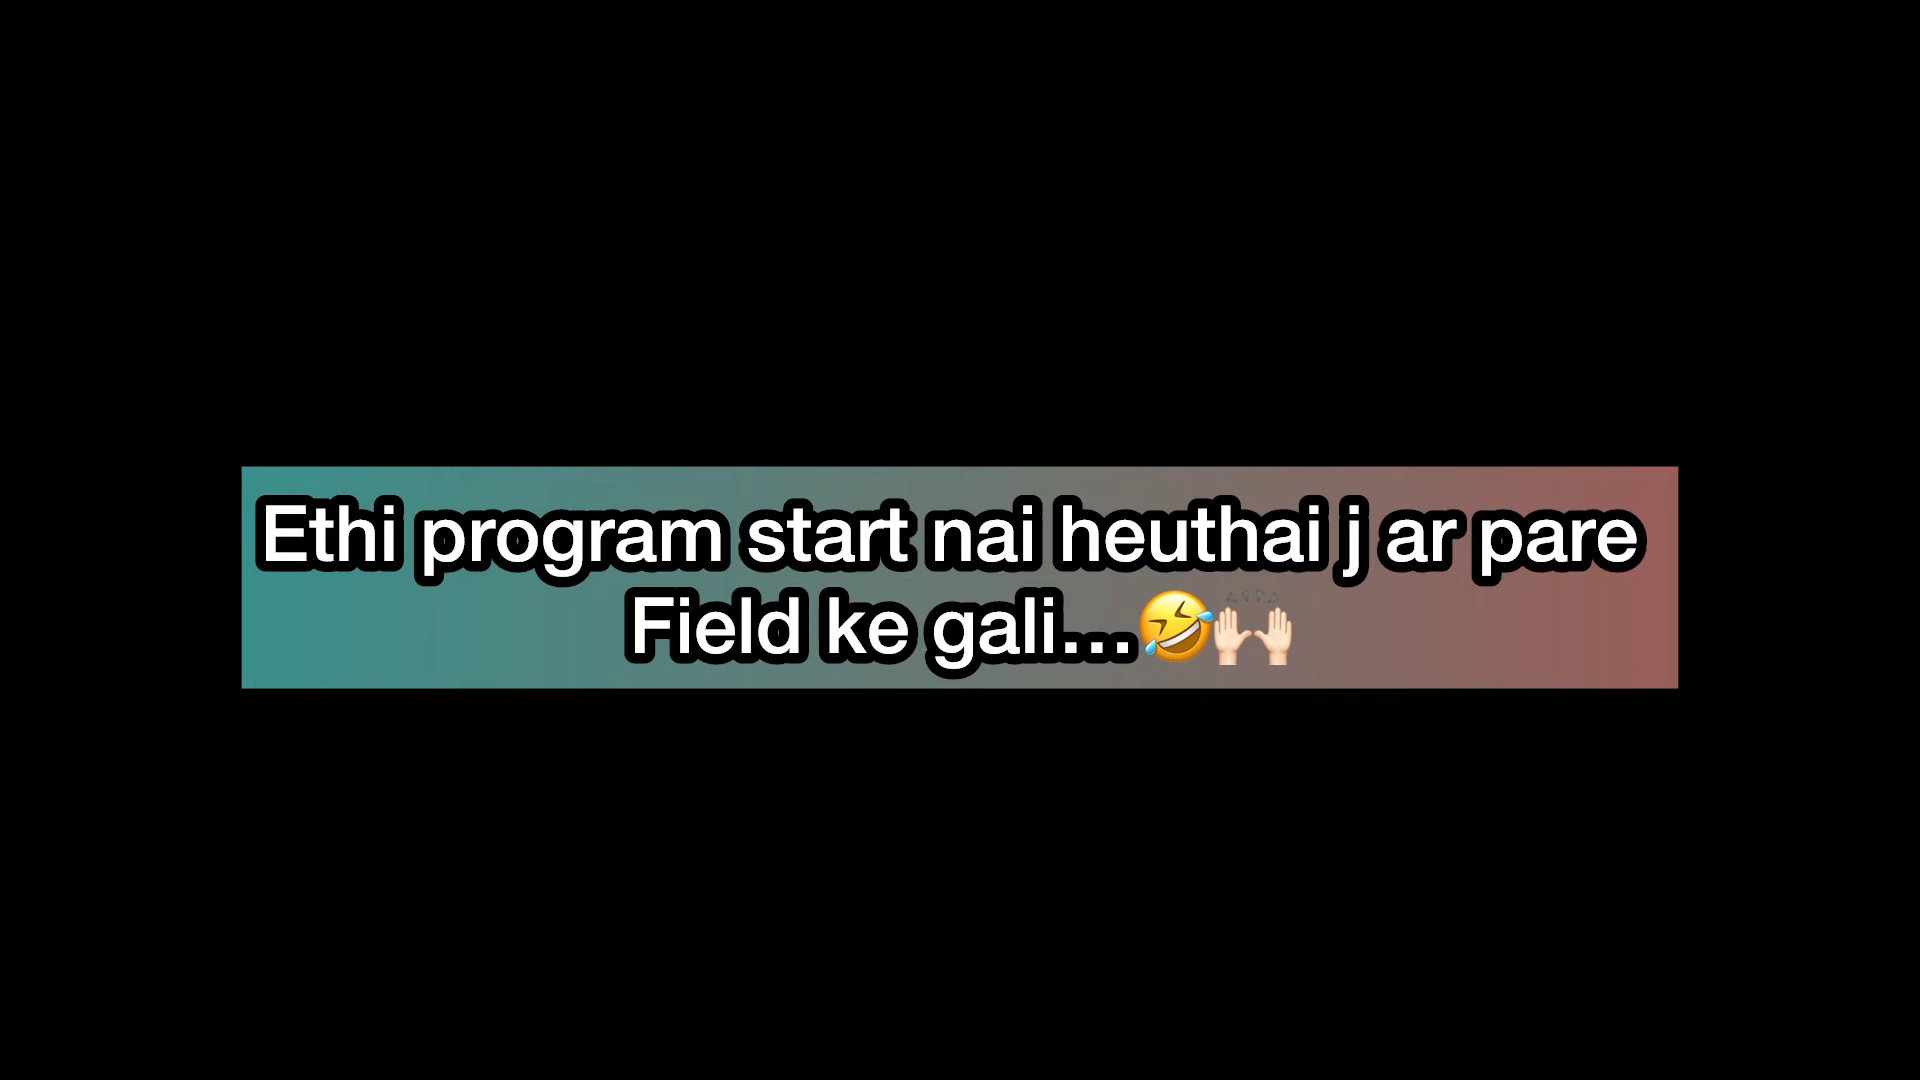 Ethi program start nai heuthai j ar pare
Field ke gali...🤣🙌🏻